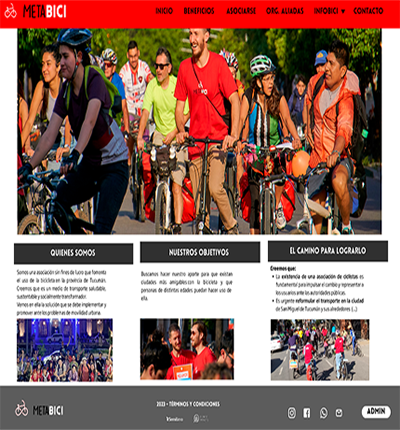 METABICI
INICIO BENEFICIOS ASOCIARSE ORG. ALIADAS INFOBICI ▼ CONTACTO
QUIENES SOMOS
Somos una asociación sin fines de lucro que fomenta
el uso de la bicicleta en la provincia de Tucumán.
Creemos que es un medio de transporte saludable,
sustentable y socialmente transformador.
Vemos en ella la solución que se debe implementar y
promover ante los problemas de movilidad urbana.
NUESTROS OBJETIVOS
Buscamos hacer nuestro aporte para que existan
ciudades más amigables con la bicicleta y que
personas de distintas edades puedan hacer uso de
ella.
EL CAMINO PARA LOGRARLO
Creemos que:
• La existencia de una asociación de ciclistas es
fundamental para impulsar el cambio y representar a
los usuarios ante las autoridades públicas.
• Es urgente reformular el transporte en la ciudad
de San Miguel de Tucumán y sus alrededores. (...)
METABICI
2023 • TÉRMINOS Y CONDICIONES
ADMIN